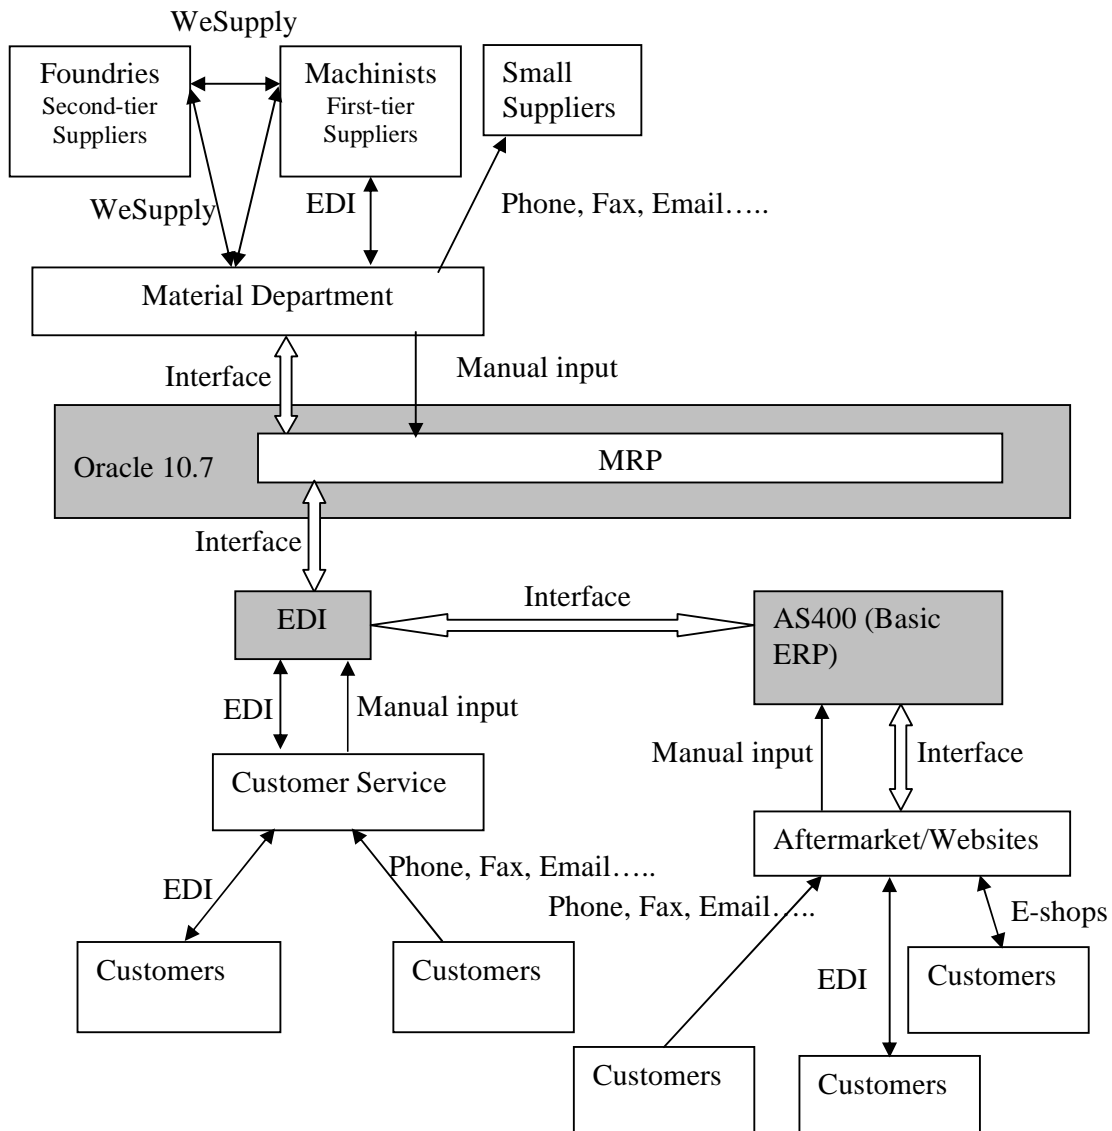 WeSupply
Foundries
Second-tier
Suppliers
Machinists
First-tier
Suppliers
Small
Suppliers
WeSupply
EDI
Phone, Fax, Email…..
Material Department
Interface
Manual input
Oracle 10.7
MRP
Interface
EDI
Interface
AS400 (Basic
ERP)
EDI
Manual input
Manual input
Interface
Customer Service
Aftermarket/Websites
EDI
Phone, Fax, Email…..
Phone, Fax, Email…..
E-shops
EDI
Customers
Customers
Customers
Customers
Customers